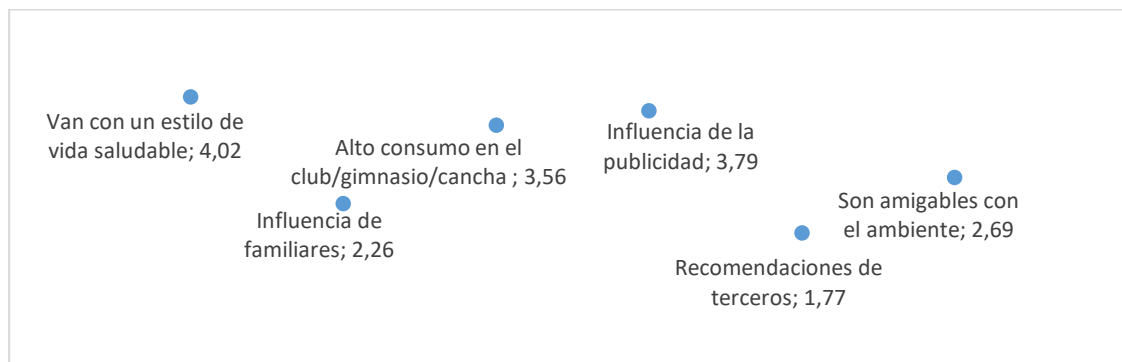 Van con un estilo de
vida saludable; 4,02
Influencia de
familiares; 2,26
Alto consumo en el
club/gimnasio/cancha ; 3,56
Influencia de la
publicidad; 3,79
Recomendaciones de
terceros; 1,77
Son amigables con
el ambiente; 2,69